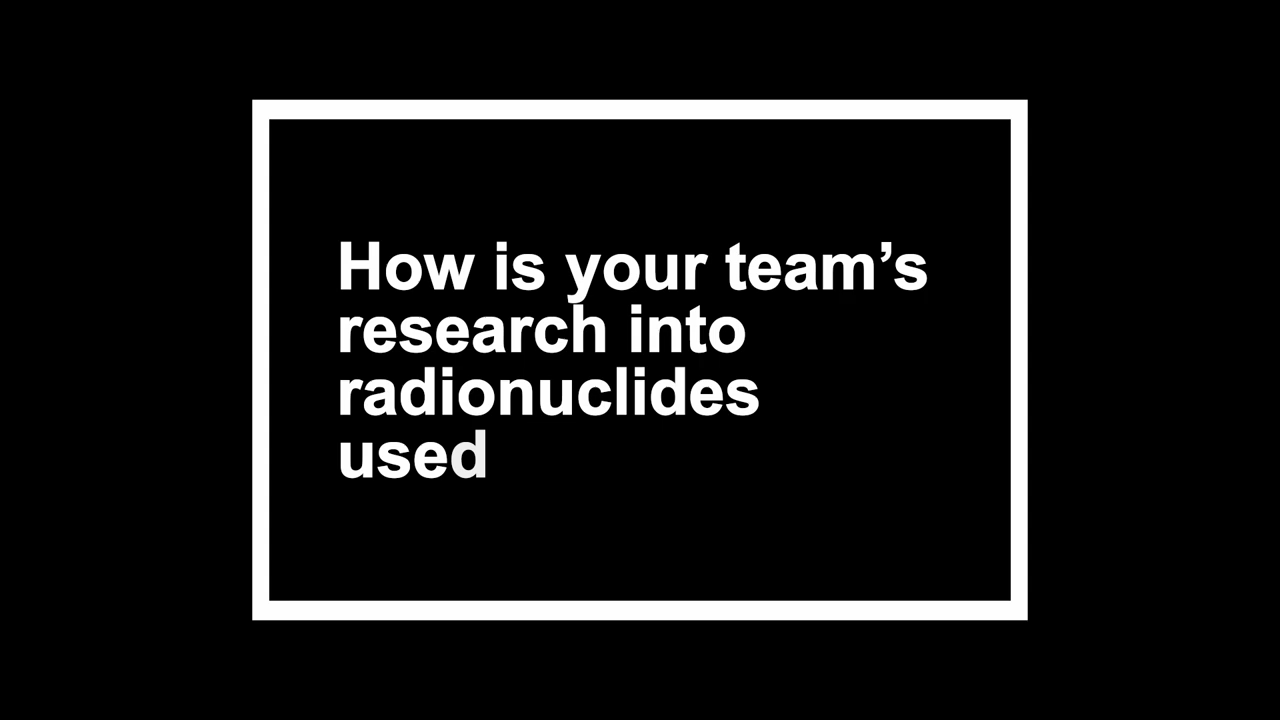 How is your team’s
research into
radionuclides
used